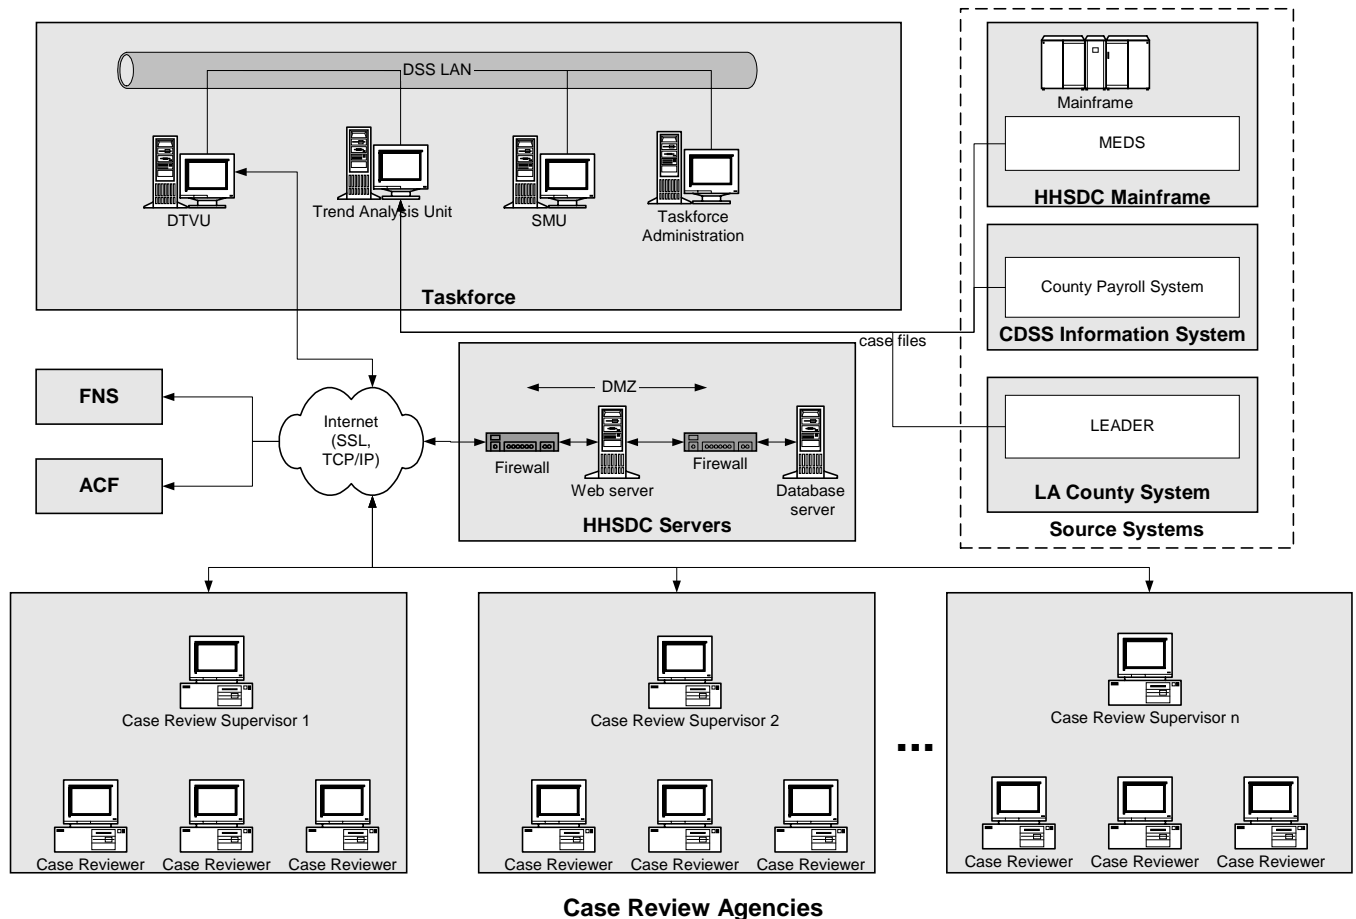 DSS LAN
DTVU
Trend Analysis Unit
SMU
Taskforce
Administration
Taskforce
Mainframe
MEDS
HHSDC Mainframe
County Payroll System
CDSS Information System
LEADER
LA County System
Source Systems
case files
FNS
ACF
Internet
(SSL,
TCP/IP)
DMZ
Firewall
Web server
Firewall
Database
server
HHSDC Servers
Case Review Supervisor 1
Case Reviewer
Case Reviewer
Case Reviewer
Case Review Supervisor 2
Case Reviewer
Case Reviewer
Case Reviewer
...
Case Review Supervisor n
Case Reviewer
Case Reviewer
Case Reviewer
Case Review Agencies